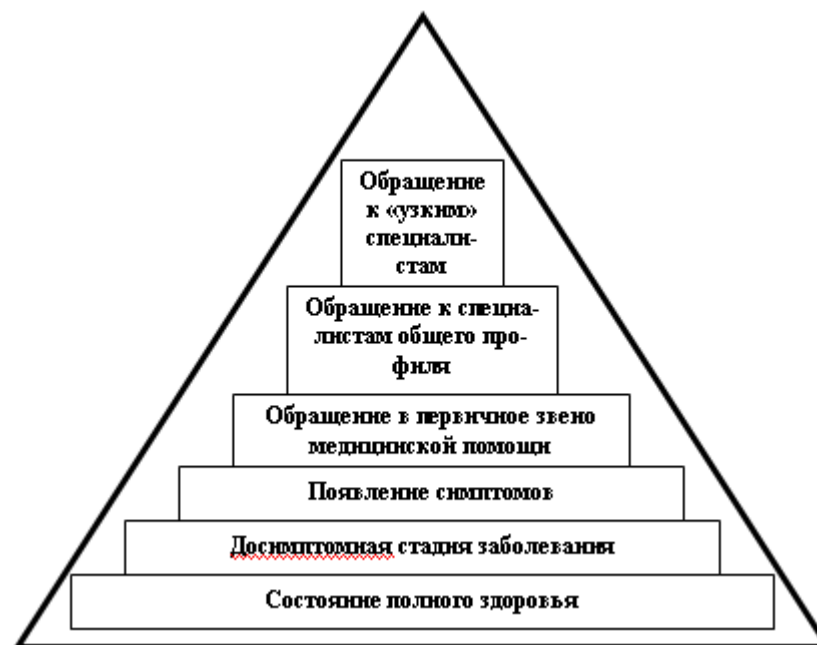 Обращение
к «узким»
специали-
стам
Обращение к специа-
листам общего про-
филя
Обращение в первичное звено
медицинской помощи
Появление симптомов
Досимптомная стадия заболевания
Состояние полного здоровья